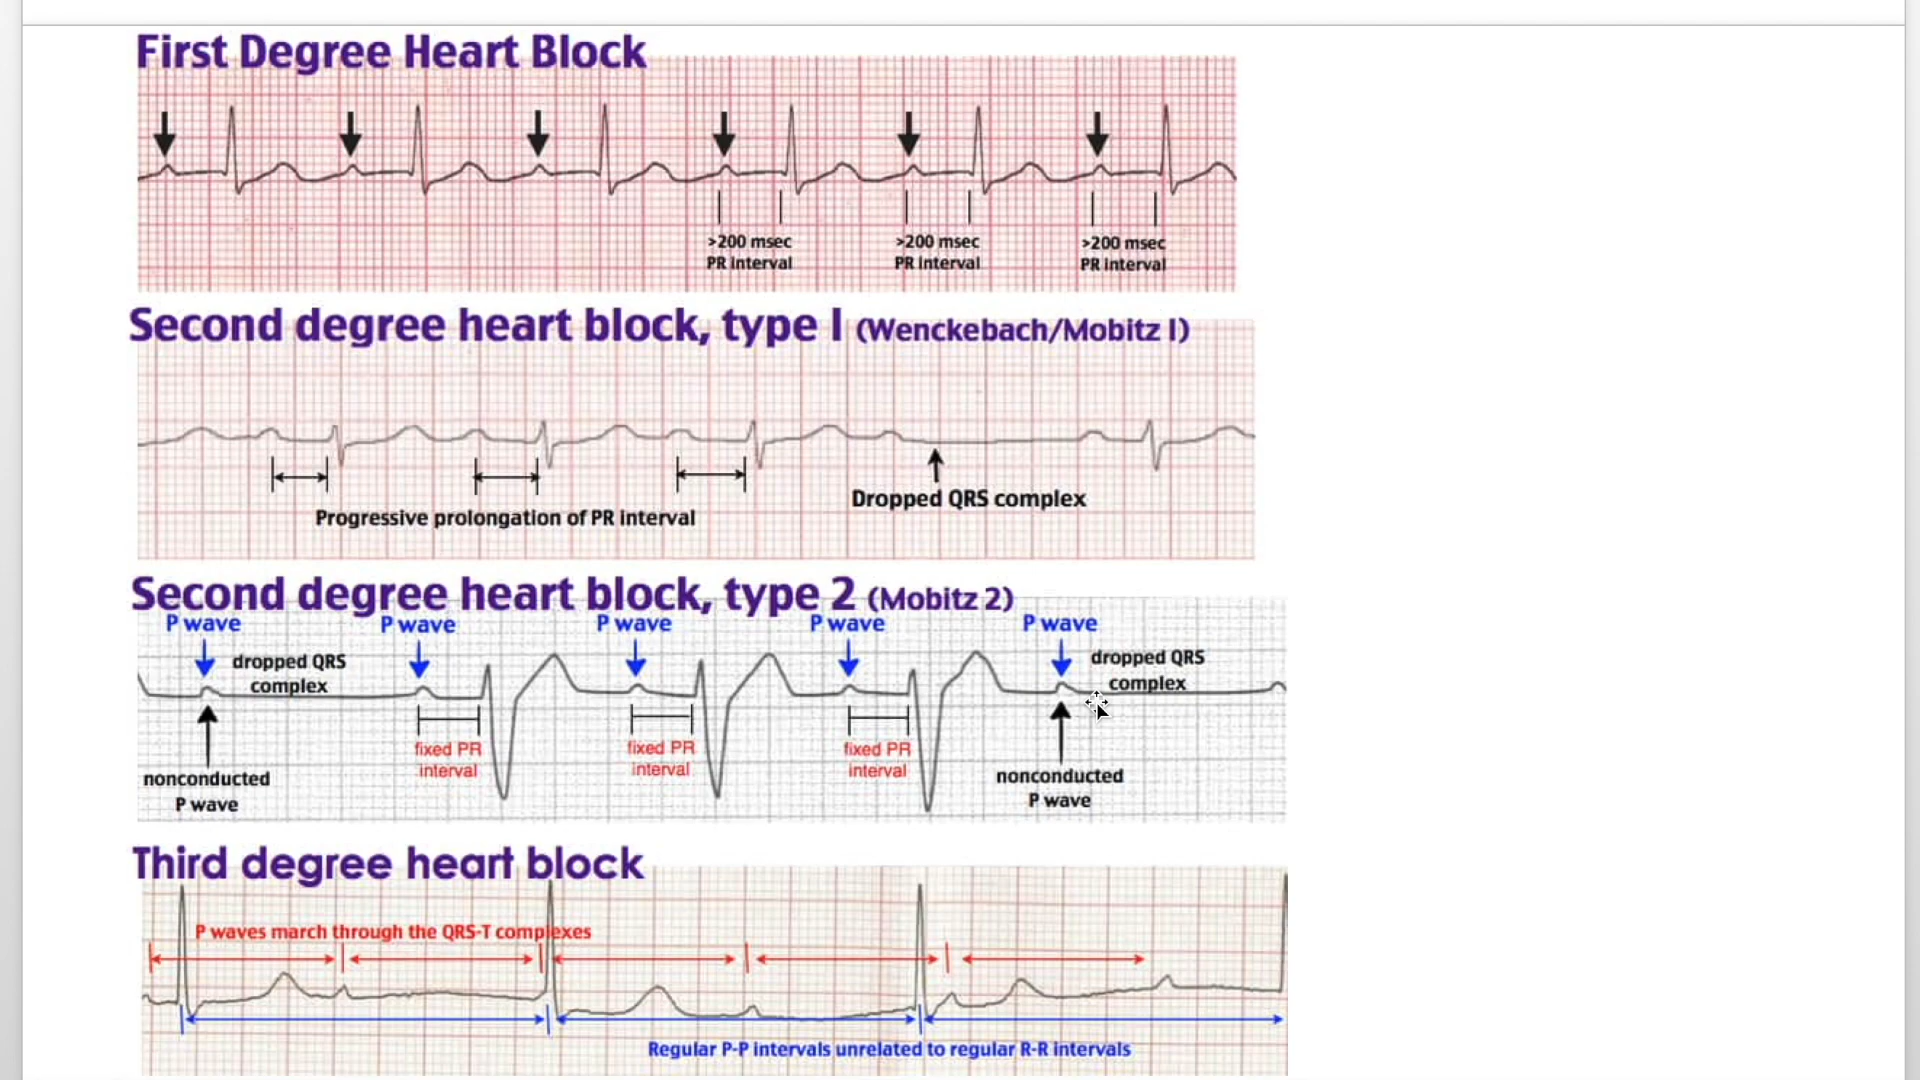 First Degree Heart Block
>200 msec
PR interval
>200 msec
PR interval
>200 msec
PR interval
Second degree heart block, type I (Wenckebach/Mobitz I)
Progressive prolongation of PR interval
Dropped QRS complex
Second degree heart block, type 2 (Mobitz 2)
P wave
P wave
P wave
P wave
P wave
dropped QRS
complex
dropped QRS
complex
fixed PR
interval
fixed PR
interval
fixed PR
interval
nonconducted
P wave
nonconducted
P wave
Third degree heart block
P waves march through the QRS-T complexes
Regular P-P intervals unrelated to regular R-R intervals